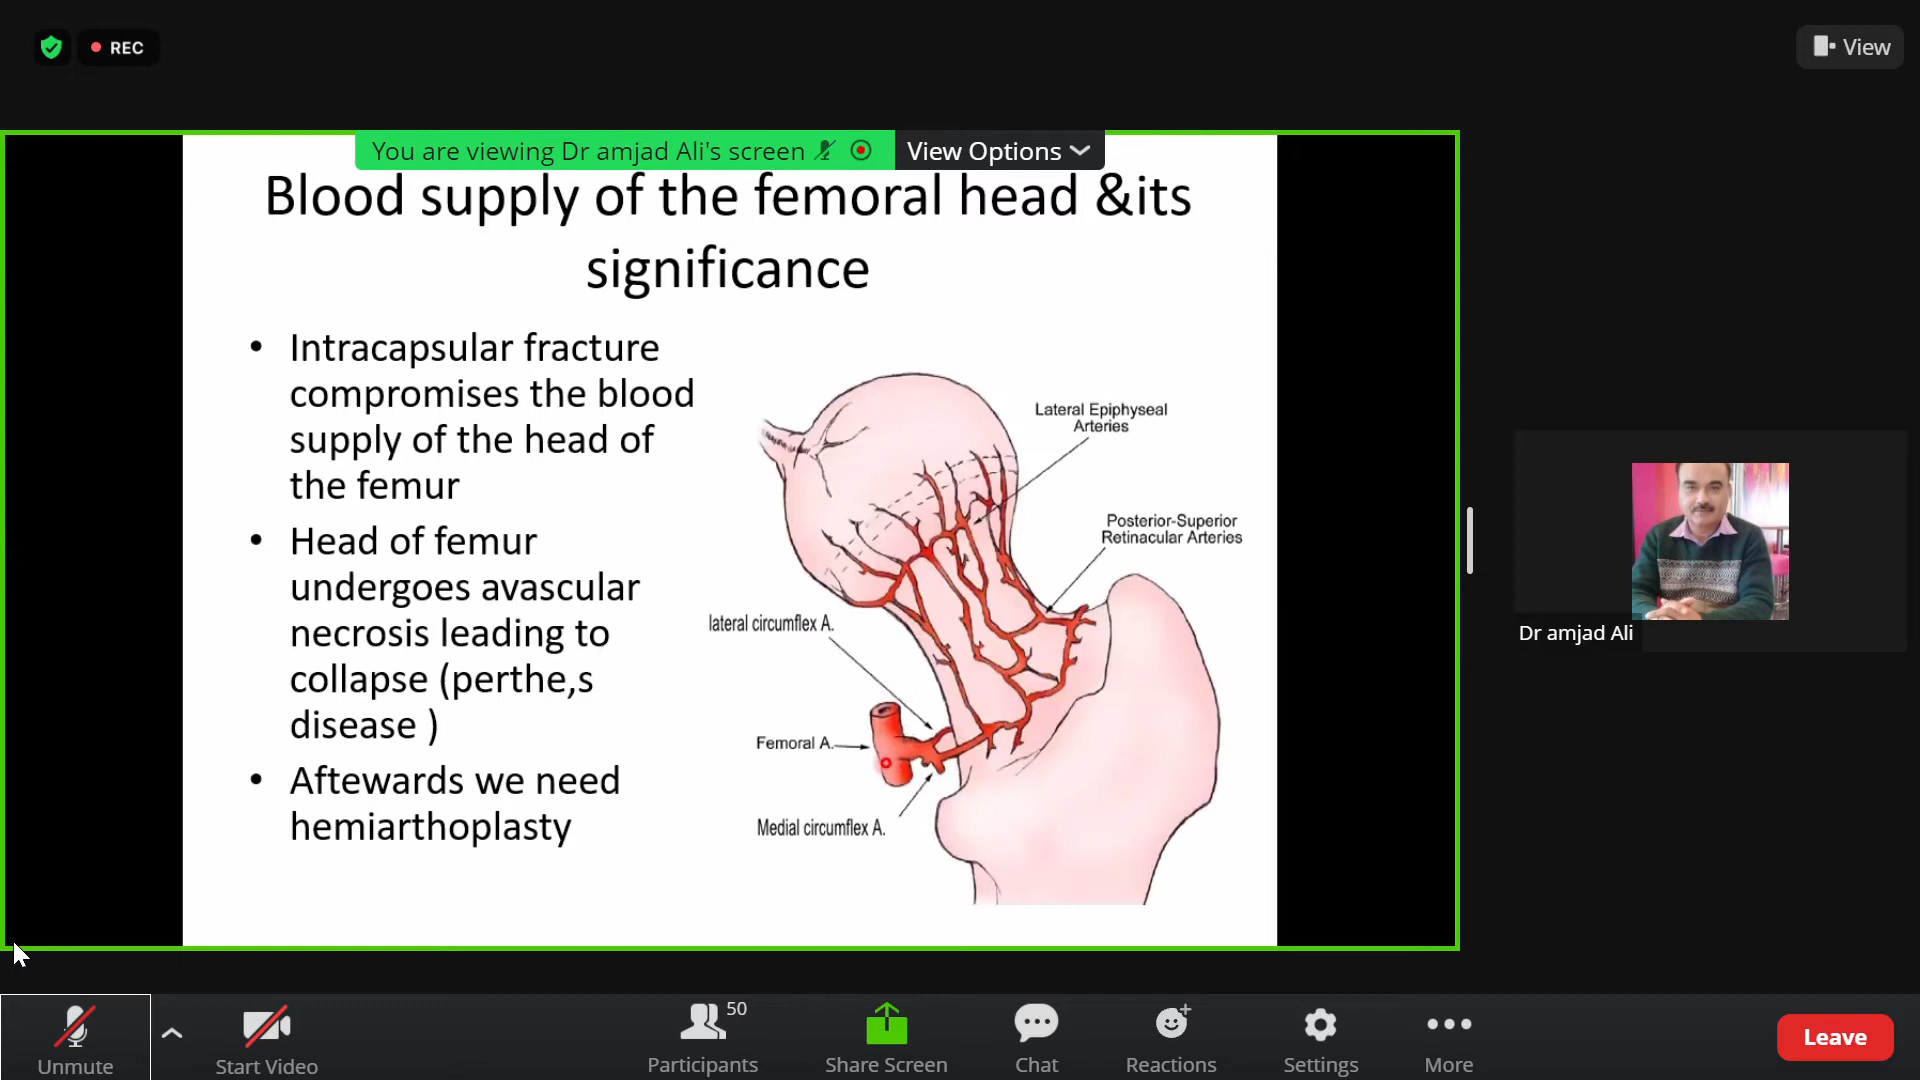 REC
View
You are viewing Dr amjad Ali's screen
View Options
Blood supply of the femoral head &its
significance
• Intracapsular fracture
compromises the blood
supply of the head of
the femur
• Head of femur
undergoes avascular
necrosis leading to
collapse (perthe,s
disease )
• Aftewards we need
hemiarthoplasty
Lateral Epiphyseal
Arteries
Posterior-Superior
Retinacular Arteries
lateral circumflex A.
Femoral A.
Medial circumflex A.
Dr amjad Ali
Unmute
Start Video
50
Participants
Share Screen
Chat
Reactions
Settings
More
Leave